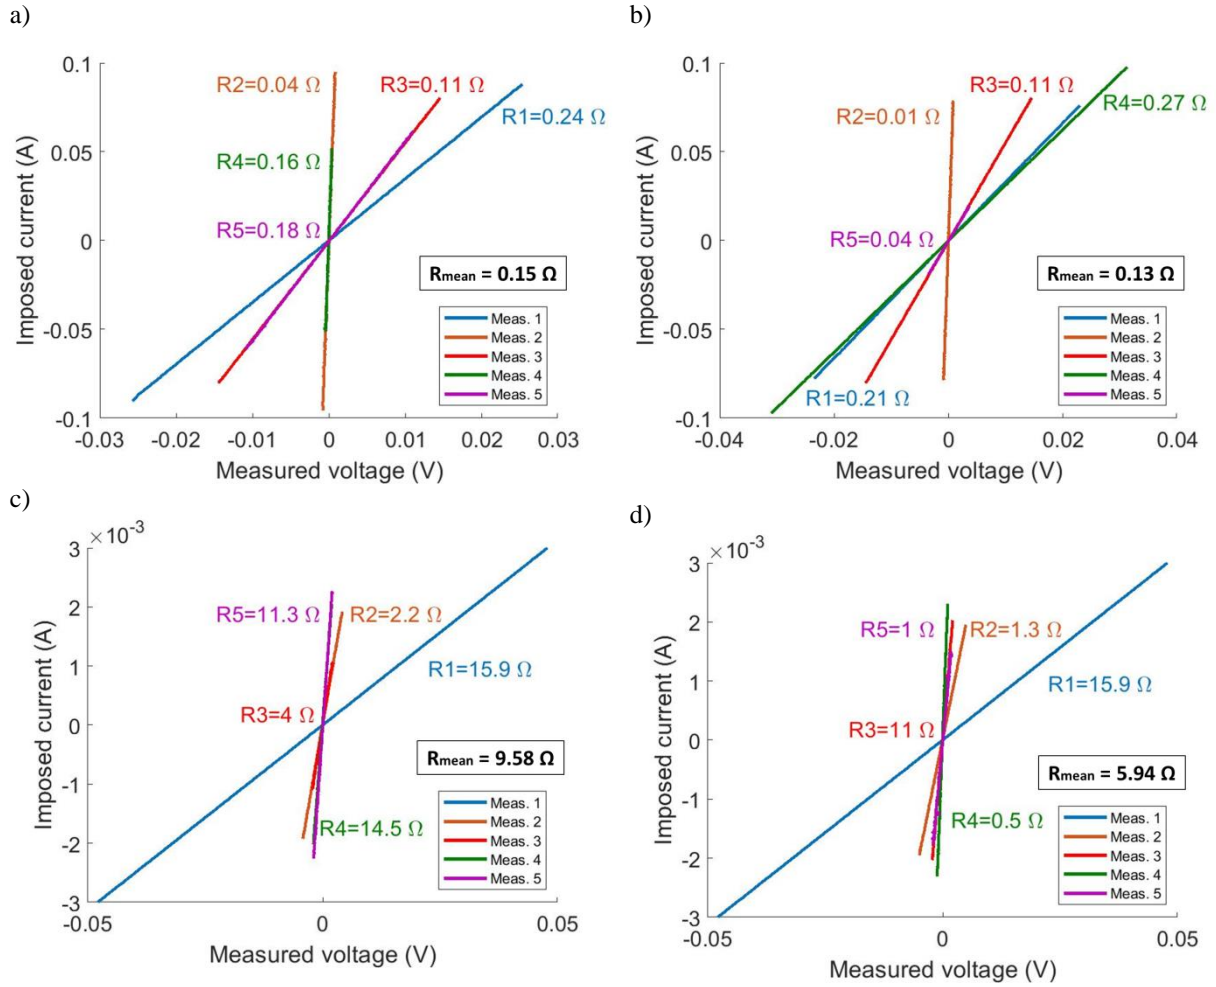 a)
0.1
R2=0.04 Ω
R3=0.11 Ω
R1=0.24 Ω
0.05
R4=0.16 Ω
R5=0.18 Ω
0
Rmean = 0.15 Ω
Meas. 1
Meas. 2
Meas. 3
Meas. 4
Meas. 5
-0.05
-0.1
-0.03 -0.02 -0.01 0 0.01 0.02 0.03
Imposed current (A)
Measured voltage (V)
b)
0.1
R3=0.11 Ω
R4=0.27 Ω
R2=0.01 Ω
0.05
R5=0.04 Ω
0
Rmean = 0.13 Ω
Meas. 1
Meas. 2
Meas. 3
Meas. 4
Meas. 5
-0.05
R1=0.21 Ω
-0.1
-0.04 -0.02 0 0.02 0.04
Imposed current (A)
Measured voltage (V)
c)
×10-3
3
2
R5=11.3 Ω
R2=2.2 Ω
1
R1=15.9 Ω
R3=4 Ω
0
Rmean = 9.58 Ω
-1
Meas. 1
Meas. 2
Meas. 3
Meas. 4
Meas. 5
R4=14.5 Ω
-2
-3
-0.05 0 0.05
Imposed current (A)
Measured voltage (V)
d)
×10-3
3
2
R5=1 Ω
R2=1.3 Ω
1
R1=15.9 Ω
R3=11 Ω
0
Rmean = 5.94 Ω
-1
R4=0.5 Ω
Meas. 1
Meas. 2
Meas. 3
Meas. 4
Meas. 5
-2
-3
-0.05 0 0.05
Imposed current (A)
Measured voltage (V)